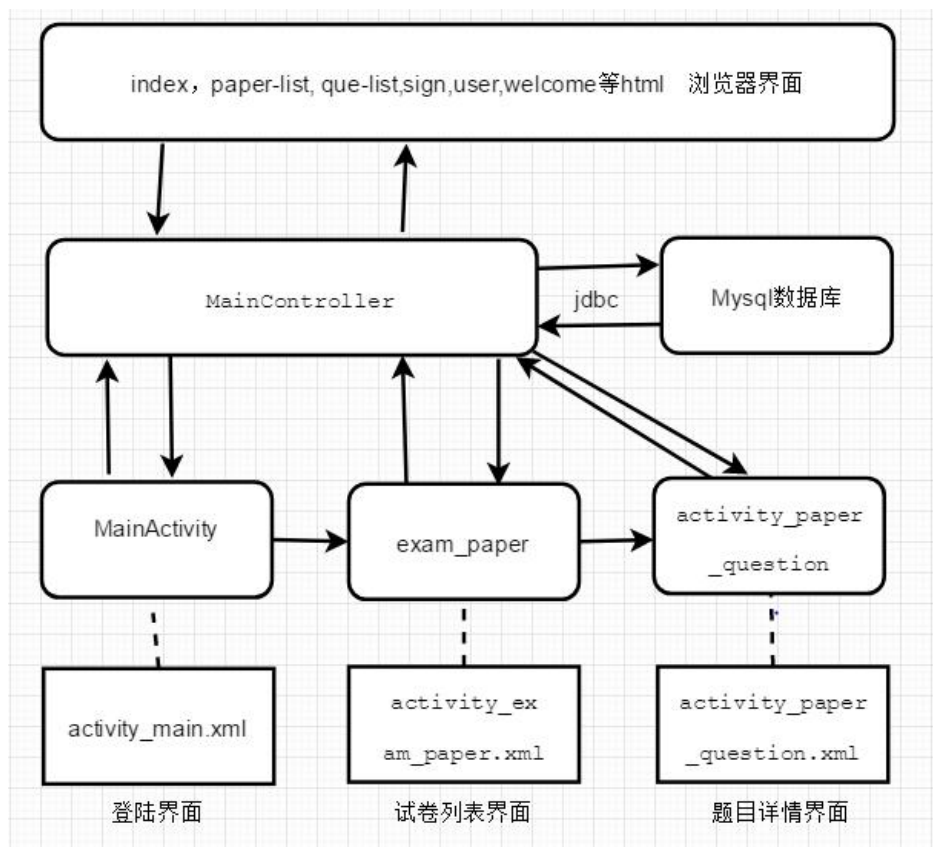 index，paper-list, que-list,sign,user,welcome等html 浏览器界面
MainController
jdbc
Mysql数据库
MainActivity
exam_paper
activity_paper
_question
activity_main.xml
activity_ex
am_paper.xml
activity_paper
_question.xml
登陆界面
试卷列表界面
题目详情界面